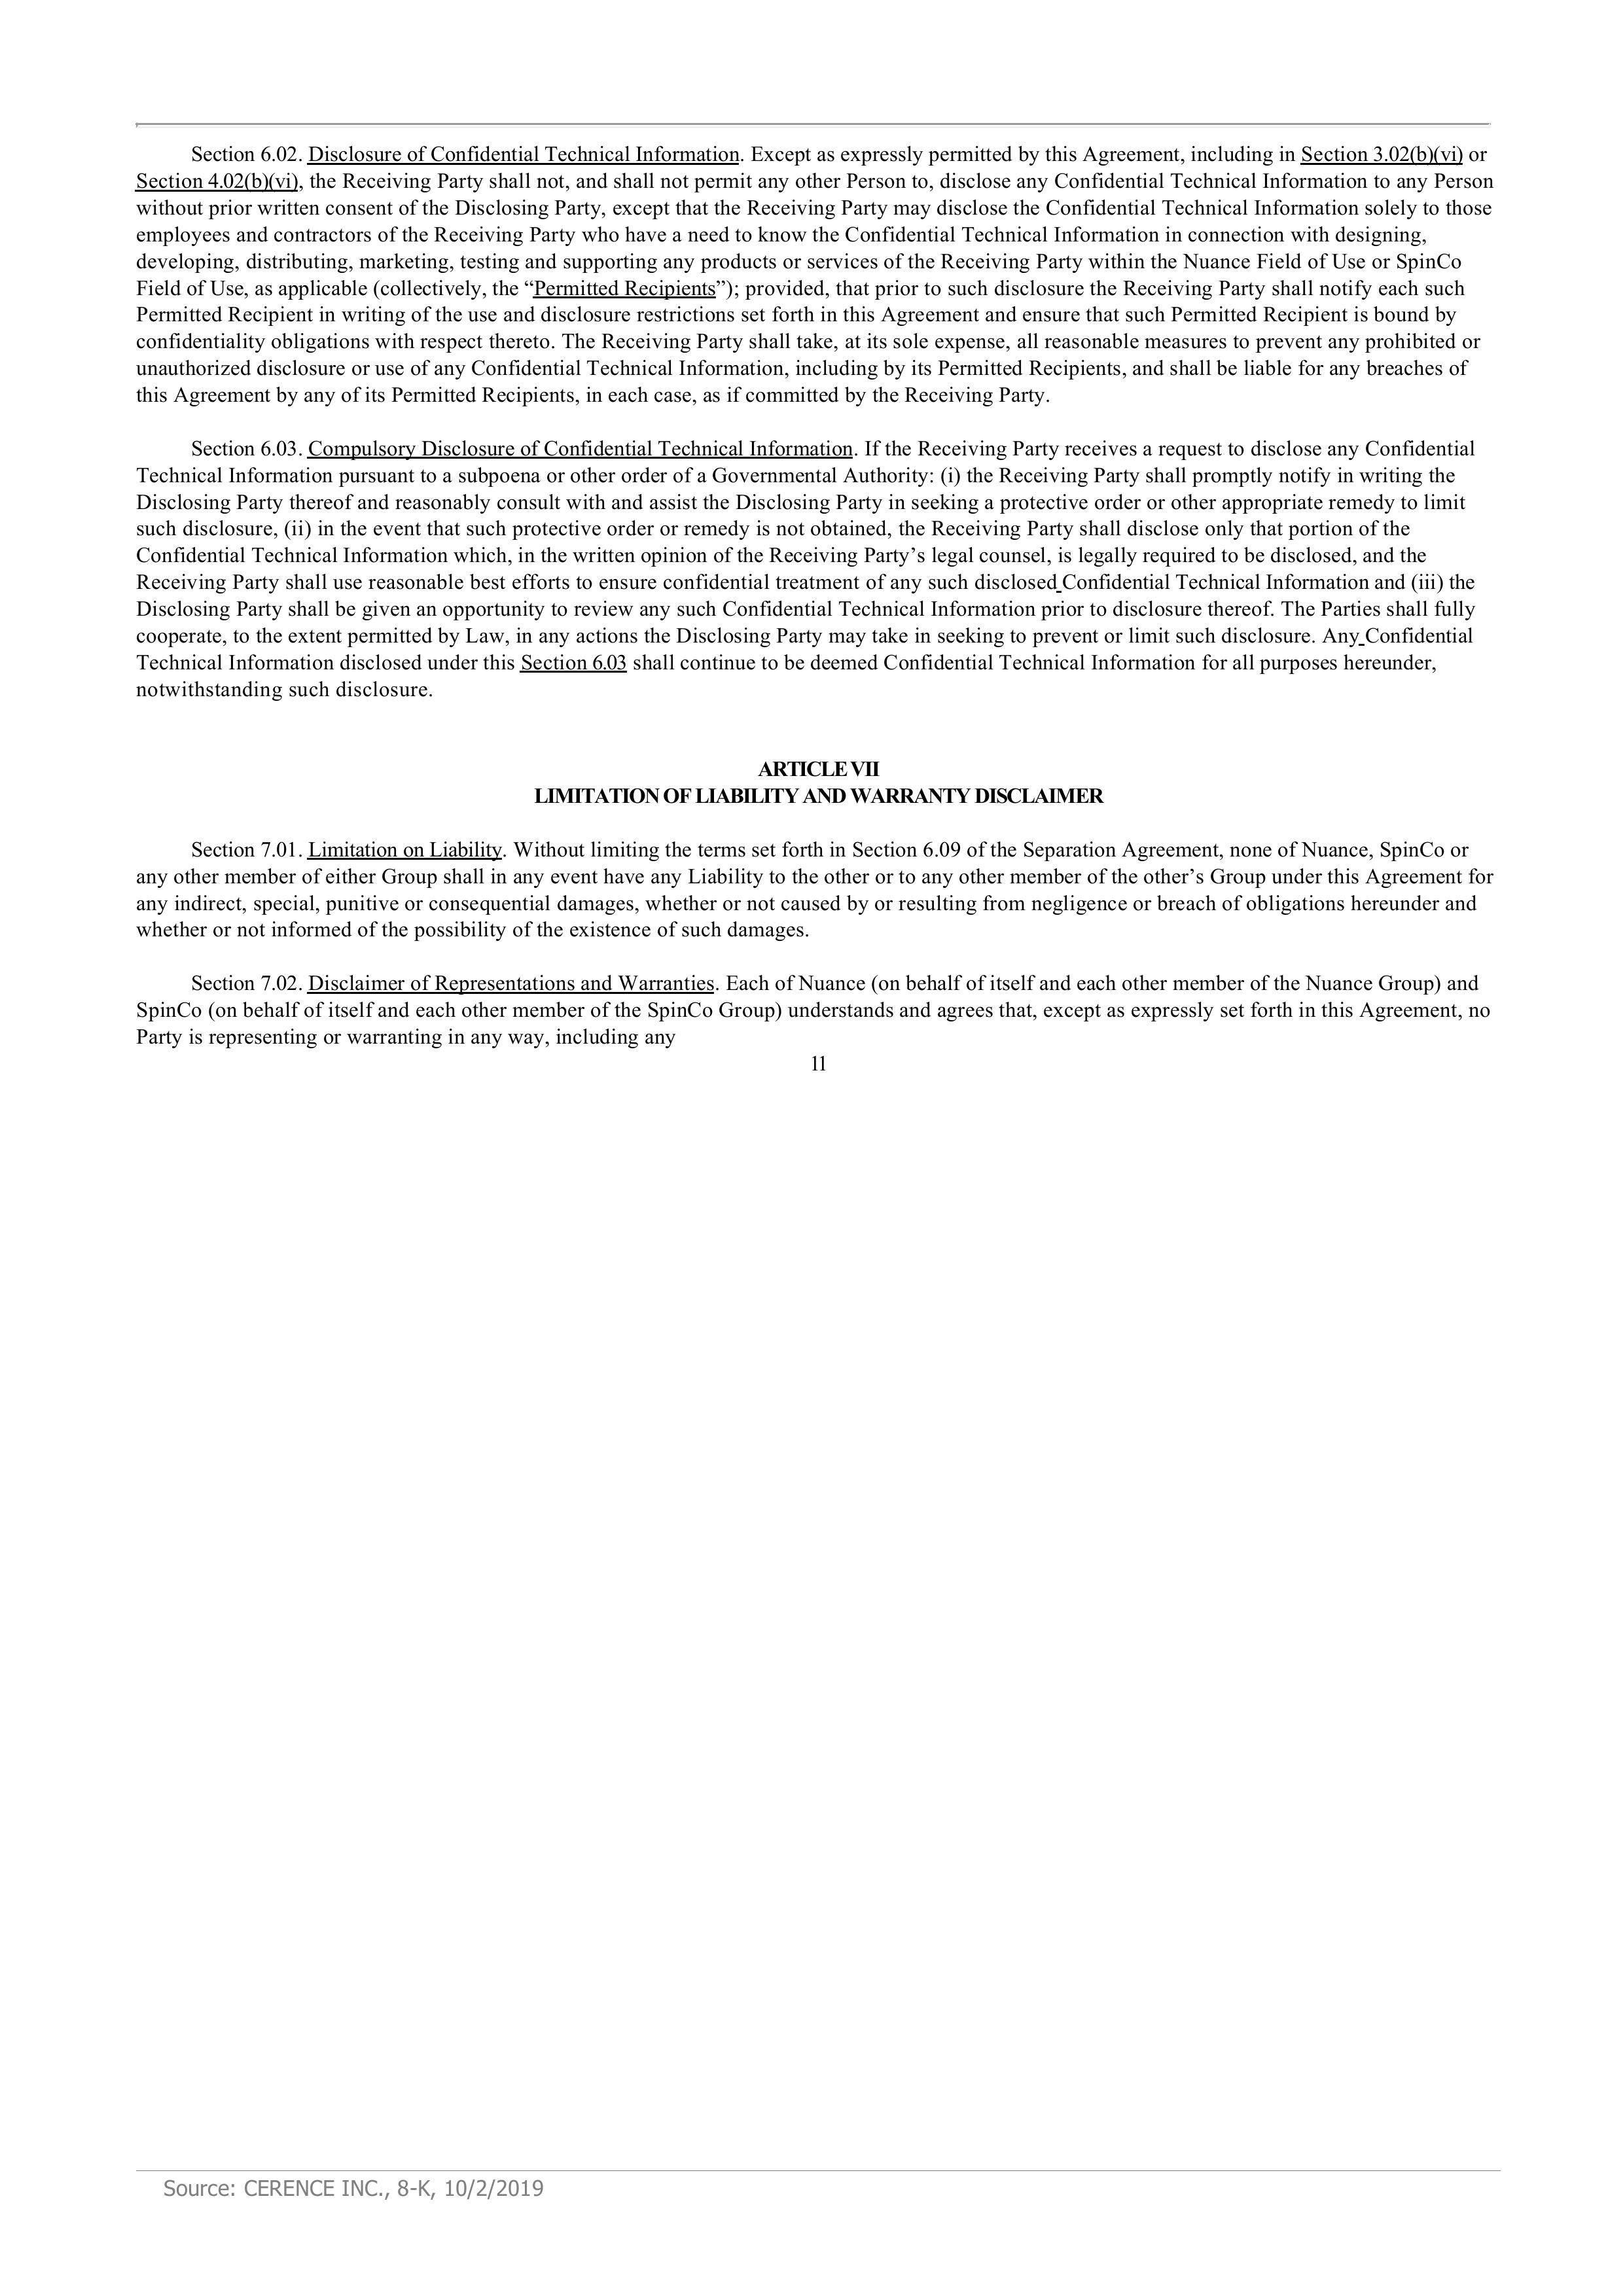 Section 6.02. Disclosure of Confidential Technical Information. Except as expressly permitted by this Agreement, including in Section 3.02(b)(vi) or
Section 4.02(b)(vi), the Receiving Party shall not, and shall not permit any other Person to, disclose any Confidential Technical Information to any Person
without prior written consent of the Disclosing Party, except that the Receiving Party may disclose the Confidential Technical Information solely to those
employees and contractors of the Receiving Party who have a need to know the Confidential Technical Information in connection with designing,
developing, distributing, marketing, testing and supporting any products or services of the Receiving Party within the Nuance Field of Use or SpinCo
Field of Use, as applicable (collectively, the “Permitted Recipients”); provided, that prior to such disclosure the Receiving Party shall notify each such
Permitted Recipient in writing of the use and disclosure restrictions set forth in this Agreement and ensure that such Permitted Recipient is bound by
confidentiality obligations with respect thereto. The Receiving Party shall take, at its sole expense, all reasonable measures to prevent any prohibited or
unauthorized disclosure or use of any Confidential Technical Information, including by its Permitted Recipients, and shall be liable for any breaches of
this Agreement by any of its Permitted Recipients, in each case, as if committed by the Receiving Party.
Section 6.03. Compulsory Disclosure of Confidential Technical Information. If the Receiving Party receives a request to disclose any Confidential
Technical Information pursuant to a subpoena or other order of a Governmental Authority: (i) the Receiving Party shall promptly notify in writing the
Disclosing Party thereof and reasonably consult with and assist the Disclosing Party in seeking a protective order or other appropriate remedy to limit
such disclosure, (ii) in the event that such protective order or remedy is not obtained, the Receiving Party shall disclose only that portion of the
Confidential Technical Information which, in the written opinion of the Receiving Party’s legal counsel, is legally required to be disclosed, and the
Receiving Party shall use reasonable best efforts to ensure confidential treatment of any such disclosed Confidential Technical Information and (iii) the
Disclosing Party shall be given an opportunity to review any such Confidential Technical Information prior to disclosure thereof. The Parties shall fully
cooperate, to the extent permitted by Law, in any actions the Disclosing Party may take in seeking to prevent or limit such disclosure. Any Confidential
Technical Information disclosed under this Section 6.03 shall continue to be deemed Confidential Technical Information for all purposes hereunder,
notwithstanding such disclosure.
ARTICLE VII
LIMITATION OF LIABILITY AND WARRANTY DISCLAIMER
Section 7.01. Limitation on Liability. Without limiting the terms set forth in Section 6.09 of the Separation Agreement, none of Nuance, SpinCo or
any other member of either Group shall in any event have any Liability to the other or to any other member of the other’s Group under this Agreement for
any indirect, special, punitive or consequential damages, whether or not caused by or resulting from negligence or breach of obligations hereunder and
whether or not informed of the possibility of the existence of such damages.
Section 7.02. Disclaimer of Representations and Warranties. Each of Nuance (on behalf of itself and each other member of the Nuance Group) and
SpinCo (on behalf of itself and each other member of the SpinCo Group) understands and agrees that, except as expressly set forth in this Agreement, no
Party is representing or warranting in any way, including any
11
Source: CERENCE INC., 8-K, 10/2/2019